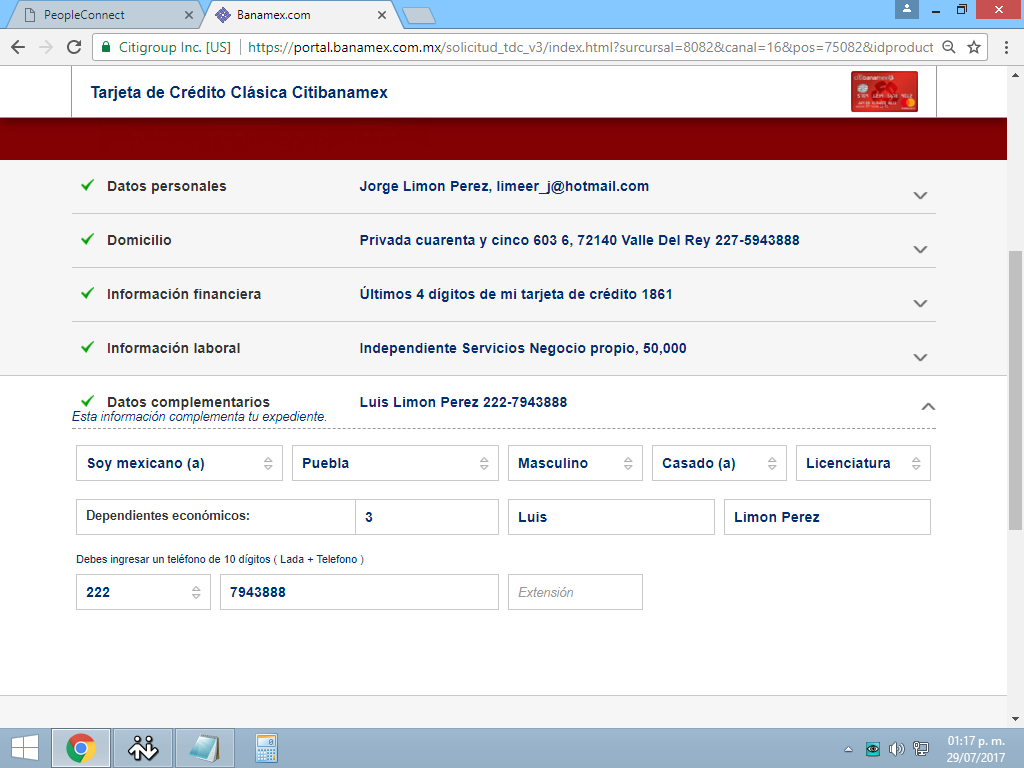 PeopleConnect
Banamex.com
Citigroup Inc. [US] https://portal.banamex.com.mx/solicitud_tdc_v3/index.html?surcursal=8082&canal=16&pos=75082&idproduct
Tarjeta de Crédito Clásica Citibanamex
citibanamex
Datos personales Jorge Limon Perez, limeer_j@hotmail.com
Domicilio Privada cuarenta y cinco 603 6, 72140 Valle Del Rey 227-5943888
Información financiera Últimos 4 dígitos de mi tarjeta de crédito 1861
Información laboral Independiente Servicios Negocio propio, 50,000
Datos complementarios Luis Limon Perez 222-7943888
Esta información complementa tu expediente.
Soy mexicano (a) Puebla Masculino Casado (a) Licenciatura
Dependientes económicos: 3 Luis Limon Perez
Debes ingresar un teléfono de 10 dígitos ( Lada + Telefono )
222 7943888 Extensión
01:17 p. m.
29/07/2017